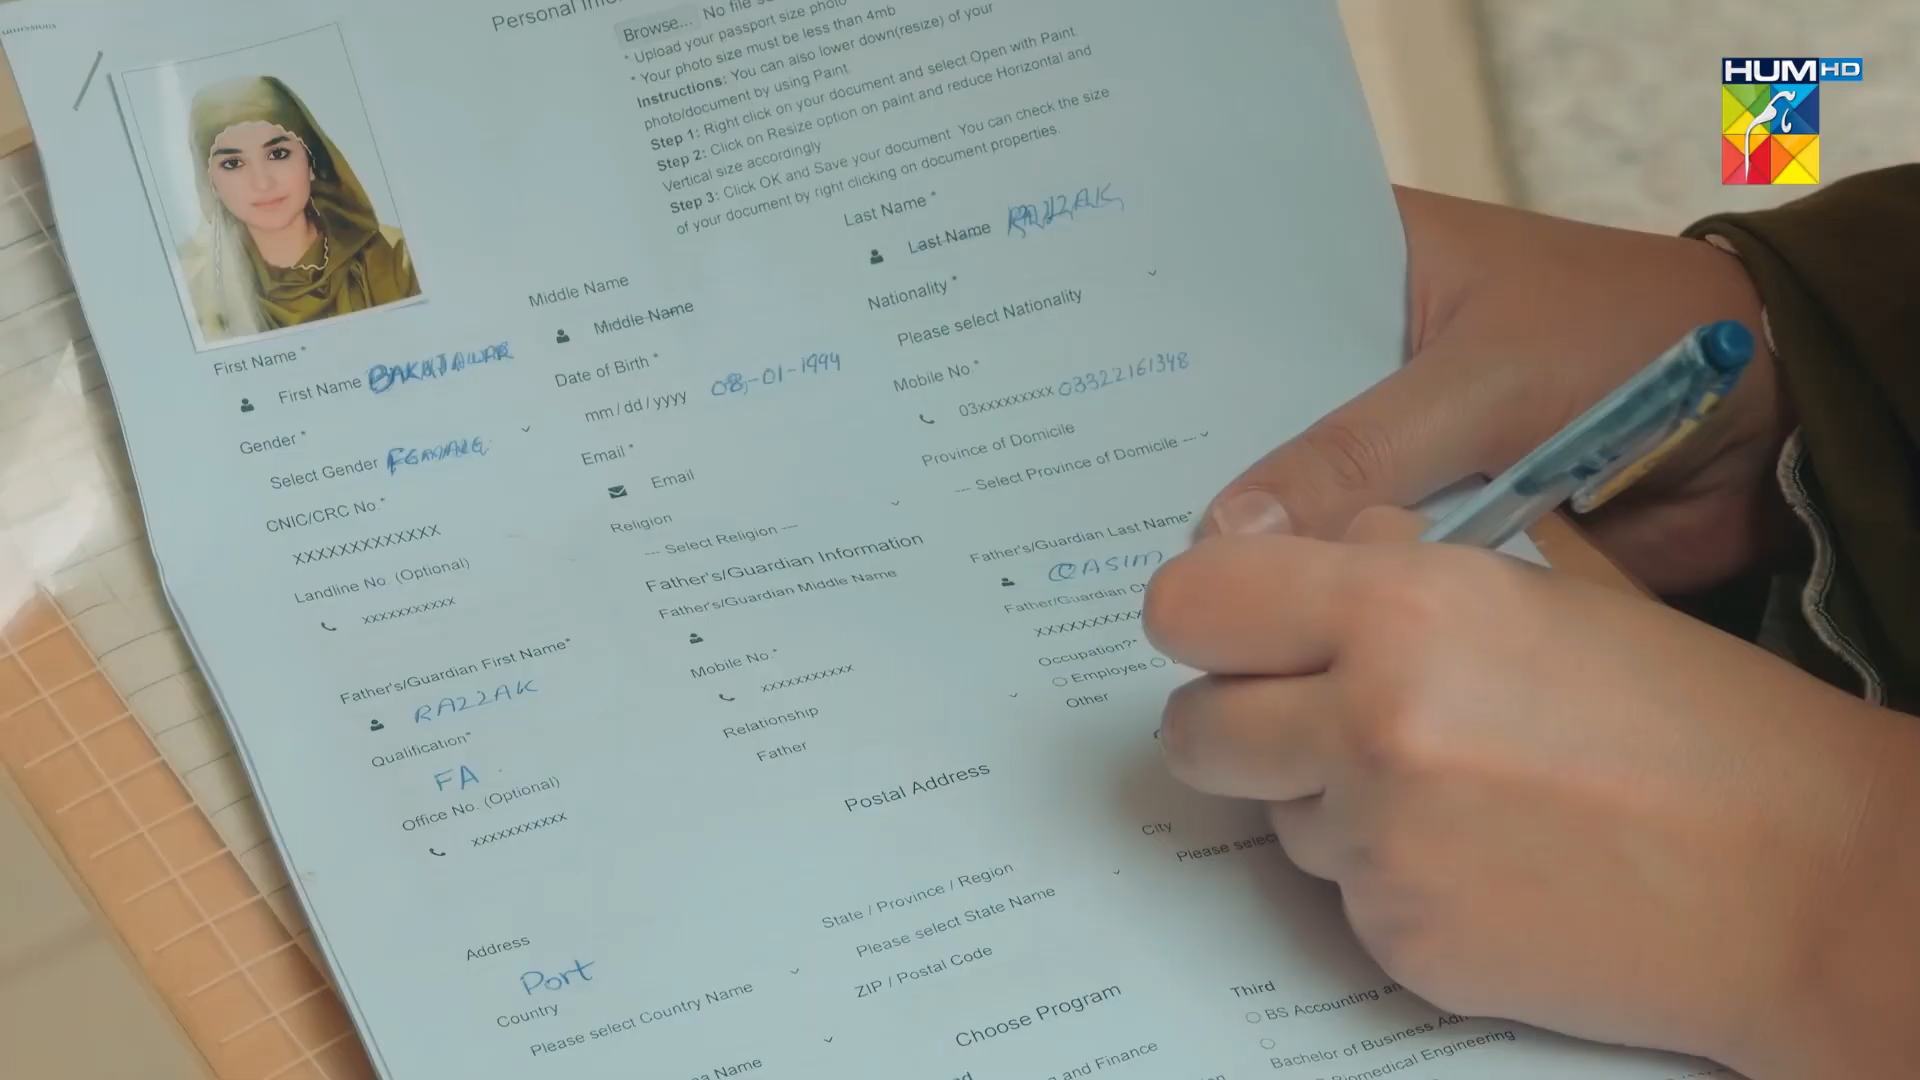 HUM HD
ہم
Browse...
* Upload your passport size photo
* Your photo size must be less than 4mb
Instructions: You can also lower down(resize) of your
photo/document by using Paint.
Step 1: Right click on your document and select Open with Paint.
Step 2: Click on Resize option on paint and reduce Horizontal and
Vertical size accordingly
Step 3: Click OK and Save your document. You can check the size
of your document by right clicking on document properties.
First Name *
First Name
Middle Name
Middle Name
Last Name *
Last Name RAZZAK
Gender *
Select Gender FEMALE
Date of Birth *
mm / dd / yyyy 08-01-1994
Nationality *
Please select Nationality
CNIC/CRC No.*
XXXXXXXXXXXXX
Email *
Email
Mobile No.*
03xxxxxxxxx 03322161348
Landline No. (Optional)
xxxxxxxxxxx
Religion
--- Select Religion ---
Province of Domicile
--- Select Province of Domicile ---
Father's/Guardian Information
Father's/Guardian First Name*
RAZZAK
Father's/Guardian Middle Name
Father's/Guardian Last Name*
QASIM
Qualification*
FA
Mobile No.*
xxxxxxxxxxx
Father/Guardian
Occupation?*
Employee
Other
Office No. (Optional)
xxxxxxxxxxx
Relationship
Father
Postal Address
Address
Port
State / Province / Region
Please select State Name
City
Please select
Country
Please select Country Name
ZIP / Postal Code
Choose Program
Name
and Finance
Third
BS Accounting
Bachelor of Business
Biomedical Engineering